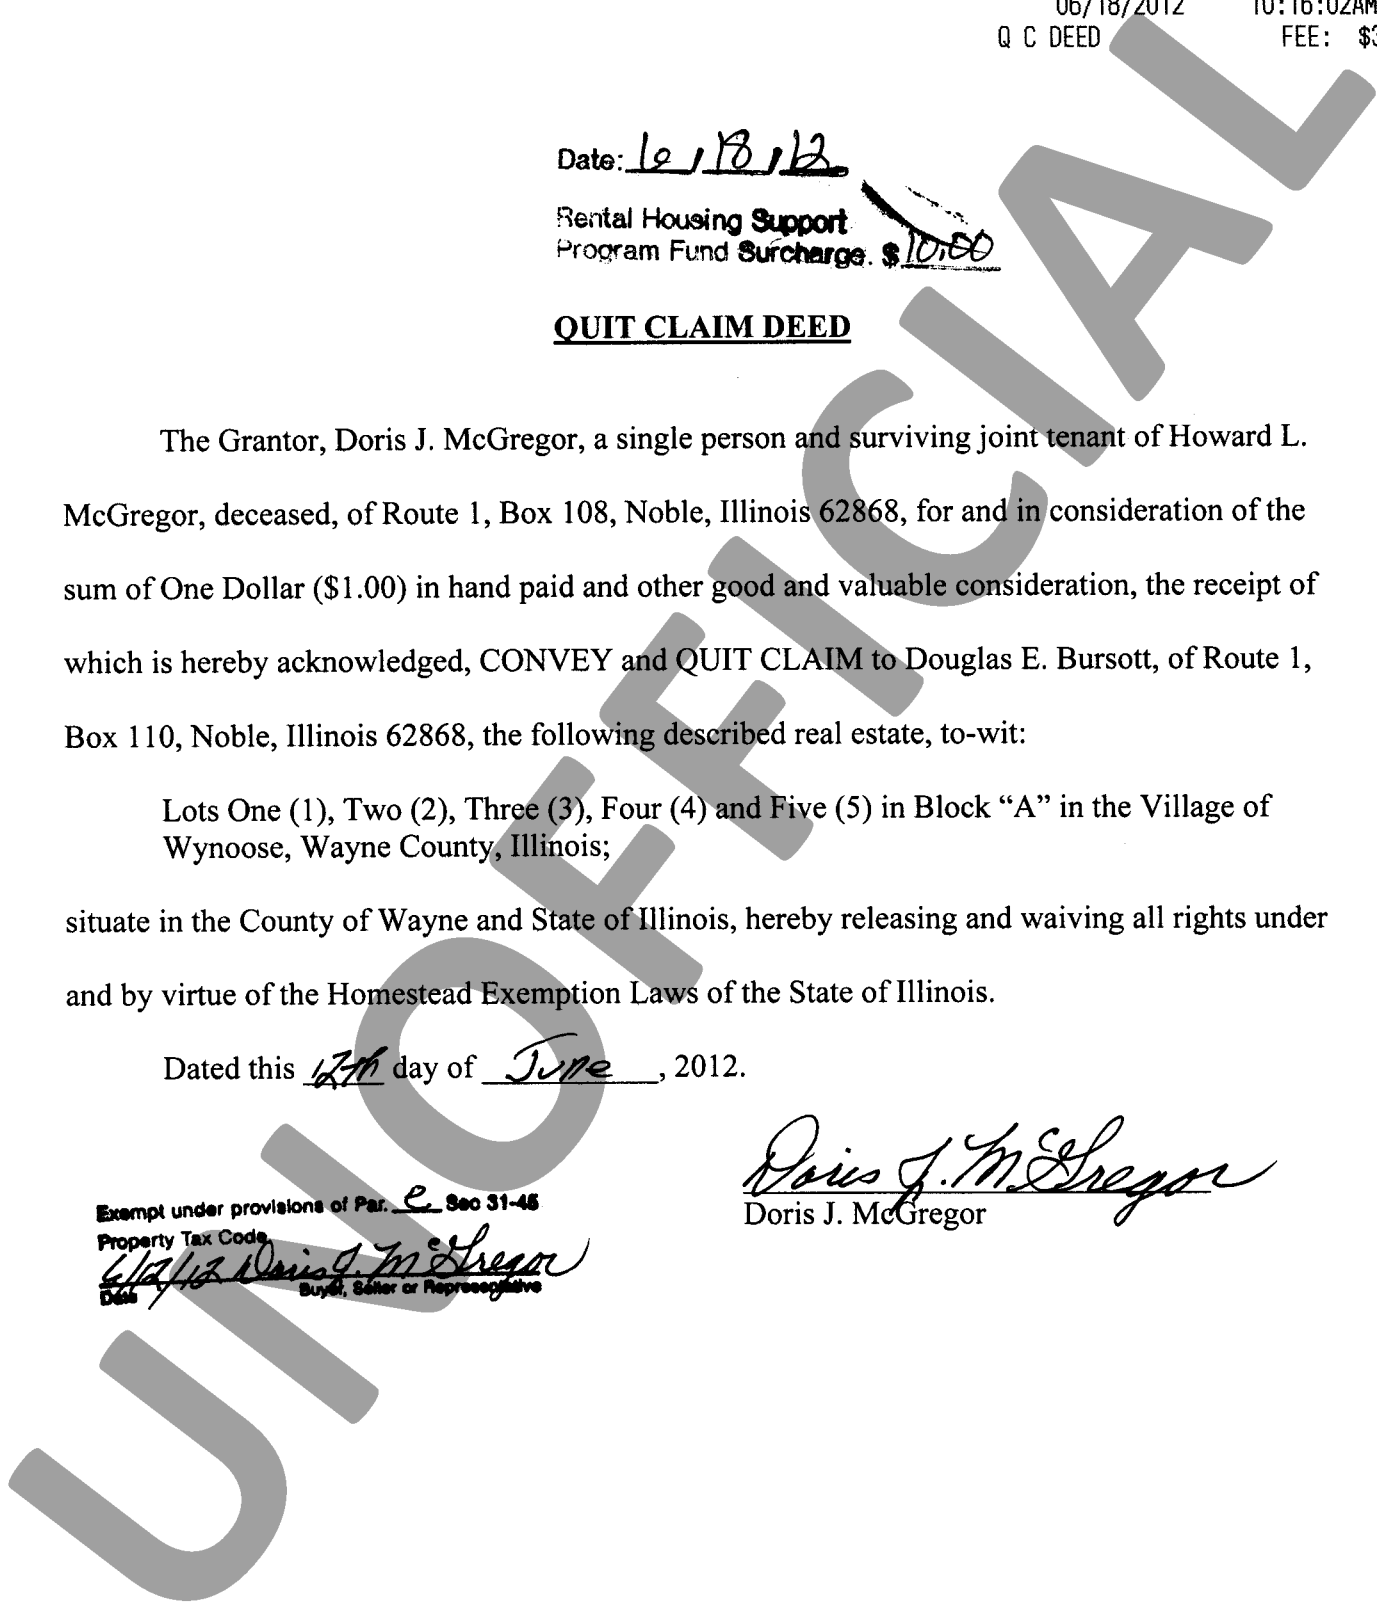 06/18/2012 10:16:02AM
Q C DEED FEE: $3
Date: 6/18/12
Rental Housing Support
Program Fund Surcharge. $ 10.00
QUIT CLAIM DEED
The Grantor, Doris J. McGregor, a single person and surviving joint tenant of Howard L.
McGregor, deceased, of Route 1, Box 108, Noble, Illinois 62868, for and in consideration of the
sum of One Dollar ($1.00) in hand paid and other good and valuable consideration, the receipt of
which is hereby acknowledged, CONVEY and QUIT CLAIM to Douglas E. Bursott, of Route 1,
Box 110, Noble, Illinois 62868, the following described real estate, to-wit:
Lots One (1), Two (2), Three (3), Four (4) and Five (5) in Block “A” in the Village of
Wynoose, Wayne County, Illinois;
situate in the County of Wayne and State of Illinois, hereby releasing and waiving all rights under
and by virtue of the Homestead Exemption Laws of the State of Illinois.
Dated this 12th day of June, 2012.
Doris J. McGregor
Doris J. McGregor
Exempt under provisions of Par. e Sec 31-45
Property Tax Code.
6/12/12 Doris J. McGregor
Date Buyer, Seller or Representative
UNOFFICIAL